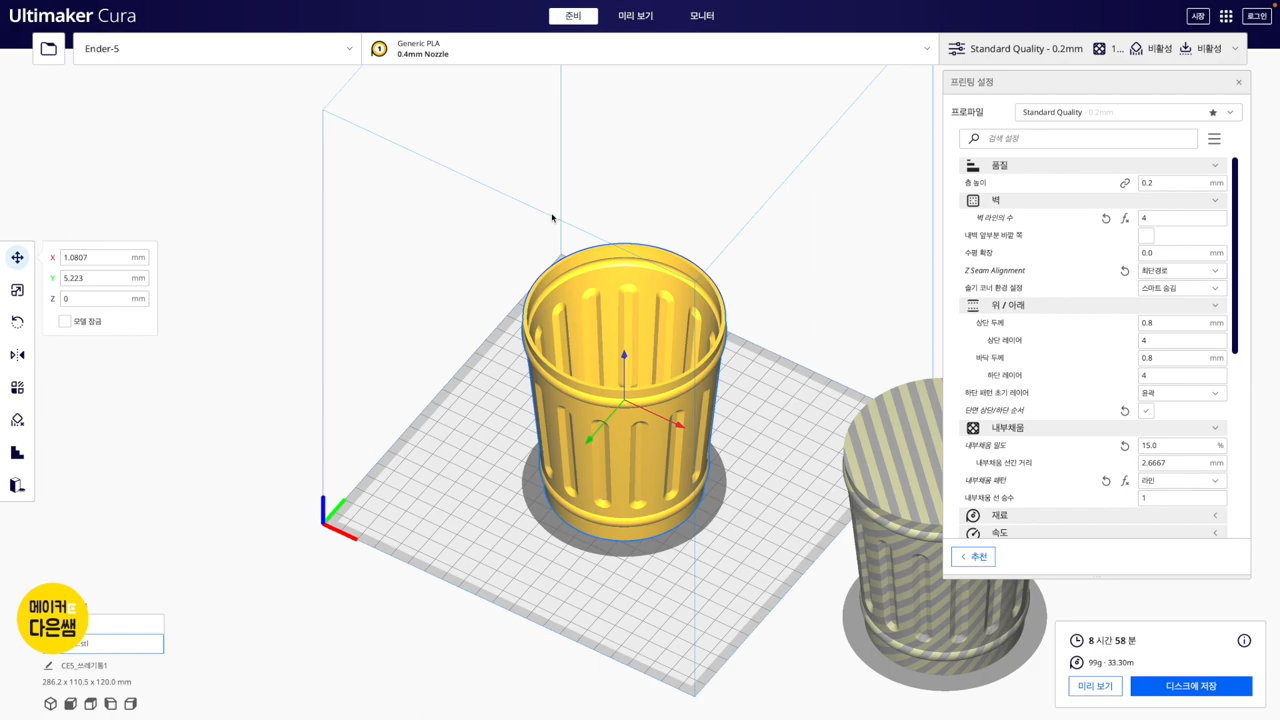 Ultimaker Cura
준비
미리 보기
모니터
시장
로그인
Ender-5
1
Generic PLA
0.4mm Nozzle
Standard Quality - 0.2mm
1...
비활성
비활성
프린팅 설정
프로파일
Standard Quality - 0.2mm
검색 설정
품질
층 높이
0.2
mm
벽
벽 라인의 수
4
내벽 앞부분 바깥 쪽
수평 확장
0.0
mm
Z Seam Alignment
최단경로
솔기 코너 환경 설정
스마트 숨김
위 / 아래
상단 두께
0.8
mm
상단 레이어
4
바닥 두께
0.8
mm
하단 레이어
4
하단 패턴 초기 레이어
윤곽
단면 상단/하단 순서
내부채움
내부채움 밀도
15.0
%
내부채움 선간 거리
2.6667
mm
내부채움 패턴
라인
내부채움 선 승수
1
재료
속도
추천
X
1.0807
mm
Y
5.223
mm
Z
0
mm
모델 잠금
메이커
다은쌤
.stl
CE5_쓰레기통1
286.2 x 110.5 x 120.0 mm
8 시간 58 분
99g · 33.30m
미리 보기
디스크에 저장